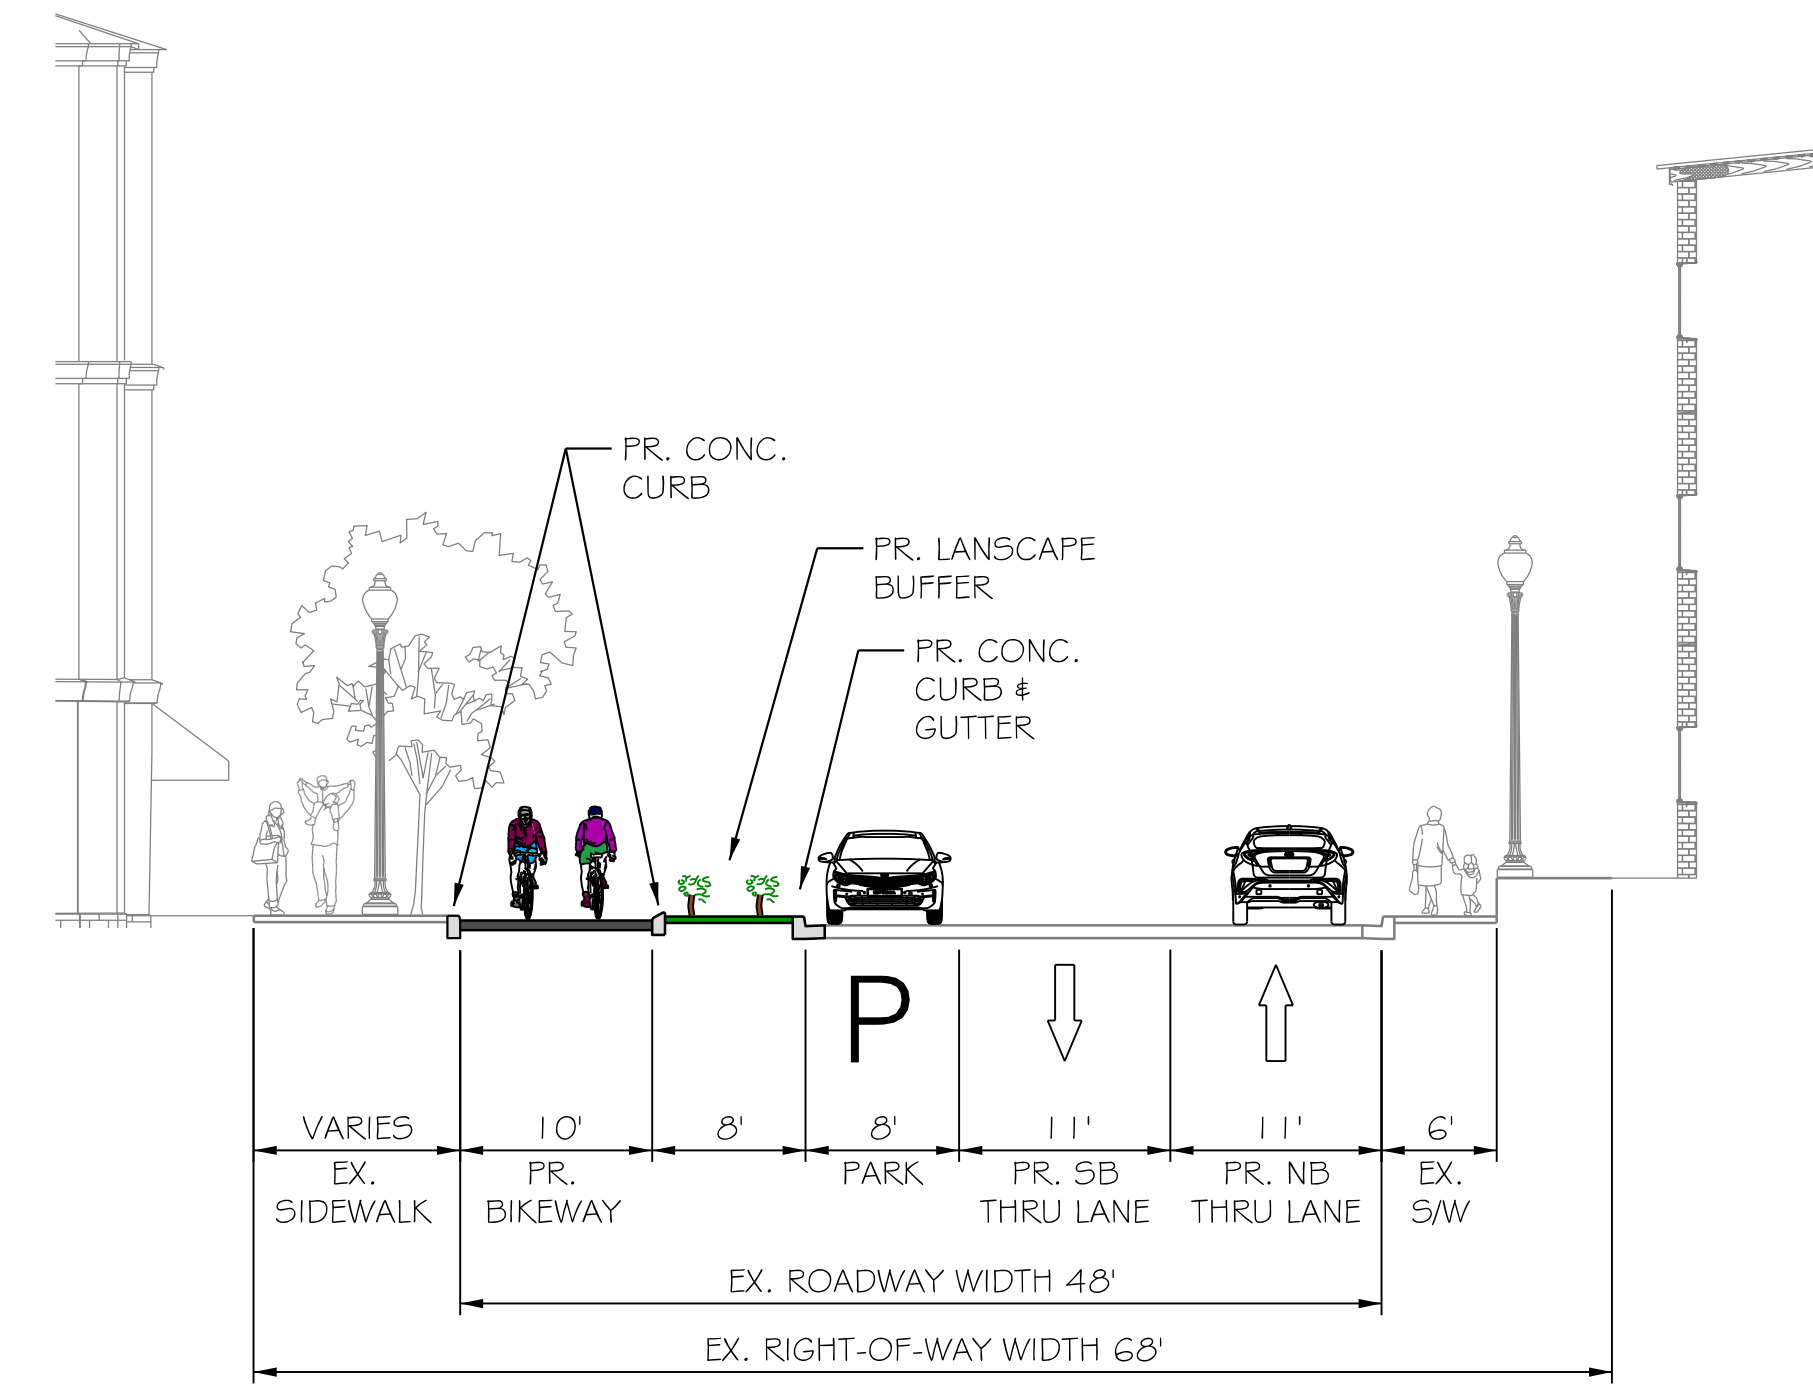 PR. CONC.
CURB
PR. LANSCAPE
BUFFER
PR. CONC.
CURB &
GUTTER
P
VARIES
10'
8'
8'
11'
11'
6'
EX.
SIDEWALK
PR.
BIKEWAY
PARK
PR. SB
THRU LANE
PR. NB
THRU LANE
EX.
S/W
EX. ROADWAY WIDTH 48'
EX. RIGHT-OF-WAY WIDTH 68'